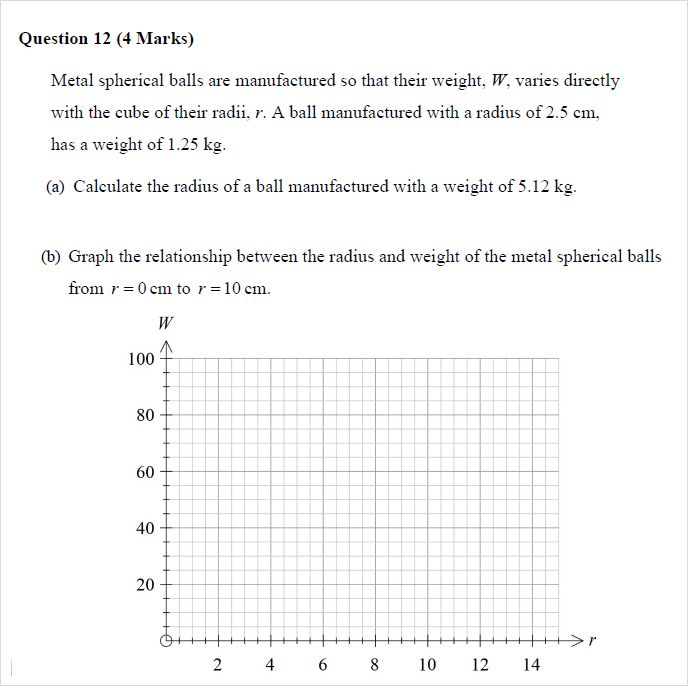 Question 12 (4 Marks)
Metal spherical balls are manufactured so that their weight, W, varies directly
with the cube of their radii, r. A ball manufactured with a radius of 2.5 cm,
has a weight of 1.25 kg.
(a) Calculate the radius of a ball manufactured with a weight of 5.12 kg.
(b) Graph the relationship between the radius and weight of the metal spherical balls
from r = 0 cm to r = 10 cm.
W
100
80
60
40
20
r
2 4 6 8 10 12 14